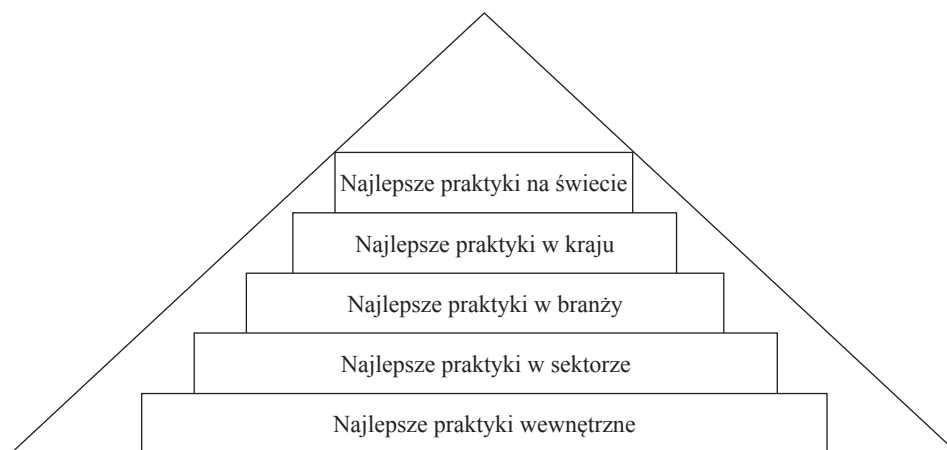 Najlepsze praktyki na świecie
Najlepsze praktyki w kraju
Najlepsze praktyki w branży
Najlepsze praktyki w sektorze
Najlepsze praktyki wewnętrzne